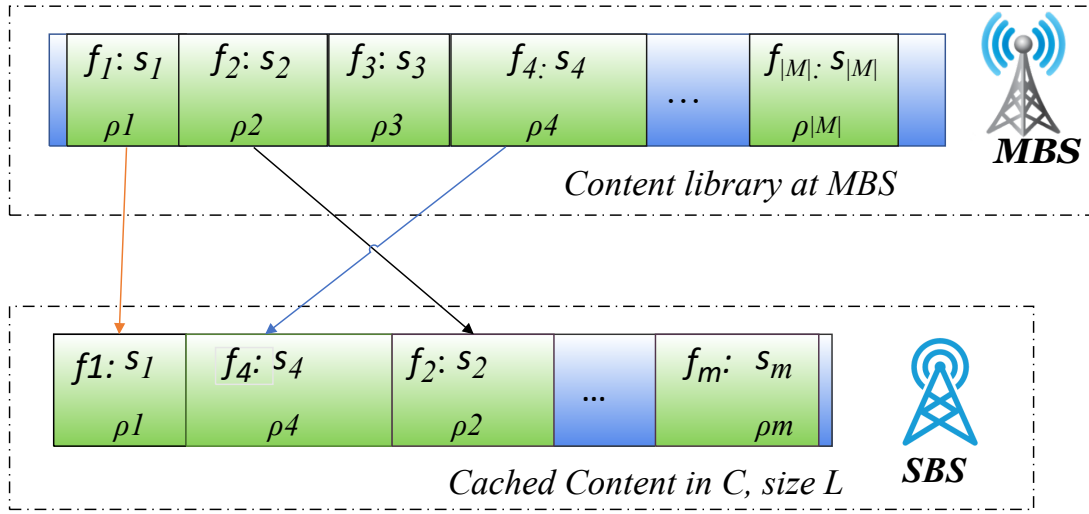 f1: s1 f2: s2 f3: s3 f4: s4 f|M|: s|M|
ρ1 ρ2 ρ3 ρ4 ... ρ|M|
MBS
Content library at MBS
f1: s1 f4: s4 f2: s2 fm: sm
ρ1 ρ4 ρ2 ... ρm
SBS
Cached Content in C, size L